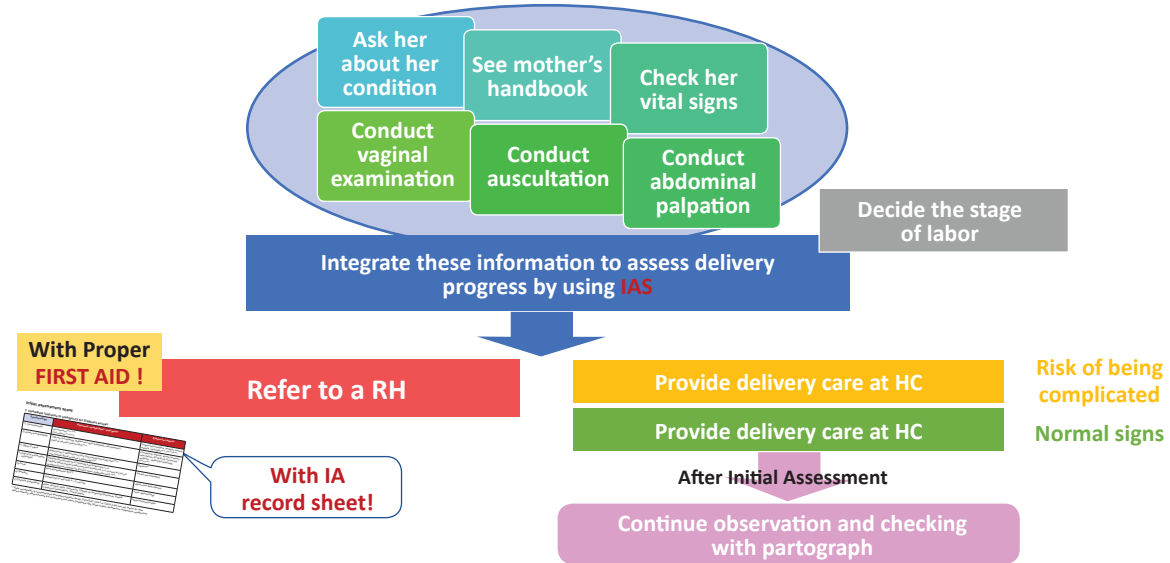 Ask her
about her
condition
See mother’s
handbook
Check her
vital signs
Conduct
vaginal
examination
Conduct
auscultation
Conduct
abdominal
palpation
Decide the stage
of labor
Integrate these information to assess delivery
progress by using IAS
With Proper
FIRST AID !
Refer to a RH
Provide delivery care at HC
Risk of being
complicated
Provide delivery care at HC
Normal signs
With IA
record sheet!
After Initial Assessment
Continue observation and checking
with partograph